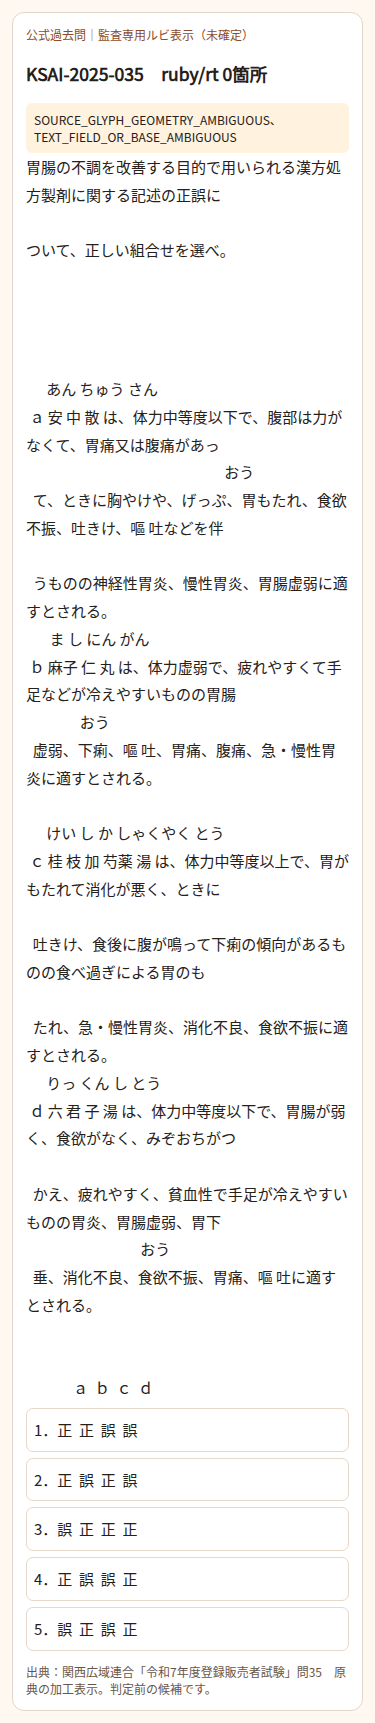 公式過去問｜監査専用ルビ表示（未確定）
KSAI-2025-035　ruby/rt 0箇所
SOURCE_GLYPH_GEOMETRY_AMBIGUOUS、
TEXT_FIELD_OR_BASE_AMBIGUOUS
胃腸の不調を改善する目的で用いられる漢方処
方製剤に関する記述の正誤に
ついて、正しい組合せを選べ。
あん ちゅう さん
ａ 安 中 散 は、体力中等度以下で、腹部は力が
なくて、胃痛又は腹痛があっ
おう
て、ときに胸やけや、げっぷ、胃もたれ、食欲
不振、吐きけ、嘔 吐などを伴
うものの神経性胃炎、慢性胃炎、胃腸虚弱に適
すとされる。
ま し にん がん
ｂ 麻子 仁 丸 は、体力虚弱で、疲れやすくて手
足などが冷えやすいものの胃腸
おう
虚弱、下痢、嘔 吐、胃痛、腹痛、急・慢性胃
炎に適すとされる。
けい し か しゃくやく とう
ｃ 桂 枝 加 芍薬 湯 は、体力中等度以上で、胃が
もたれて消化が悪く、ときに
吐きけ、食後に腹が鳴って下痢の傾向があるも
のの食べ過ぎによる胃のも
たれ、急・慢性胃炎、消化不良、食欲不振に適
すとされる。
りっ くん し とう
ｄ 六 君 子 湯 は、体力中等度以下で、胃腸が弱
く、食欲がなく、みぞおちがつ
かえ、疲れやすく、貧血性で手足が冷えやすい
ものの胃炎、胃腸虚弱、胃下
おう
垂、消化不良、食欲不振、胃痛、嘔 吐に適す
とされる。
ａ ｂ ｃ ｄ
1．正 正 誤 誤
2．正 誤 正 誤
3．誤 正 正 正
4．正 誤 誤 正
5．誤 正 誤 正
出典：関西広域連合「令和7年度登録販売者試験」問35　原
典の加工表示。判定前の候補です。